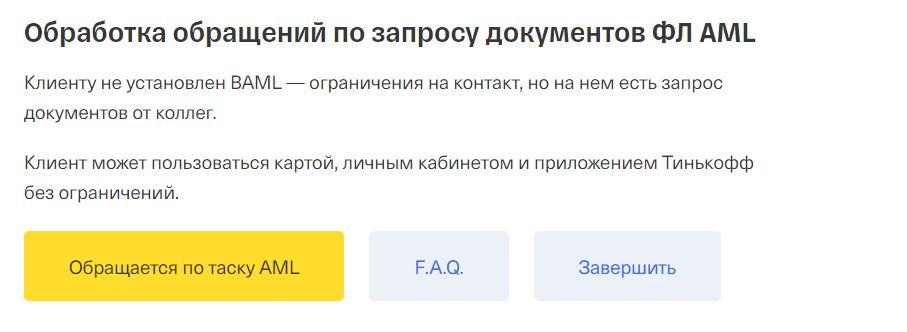 Обработка обращений по запросу документов ФЛ AML
Клиенту не установлен BAML — ограничения на контакт, но на нем есть запрос
документов от коллег.
Клиент может пользоваться картой, личным кабинетом и приложением Тинькофф
без ограничений.
Обращается по таску AML
F.A.Q.
Завершить